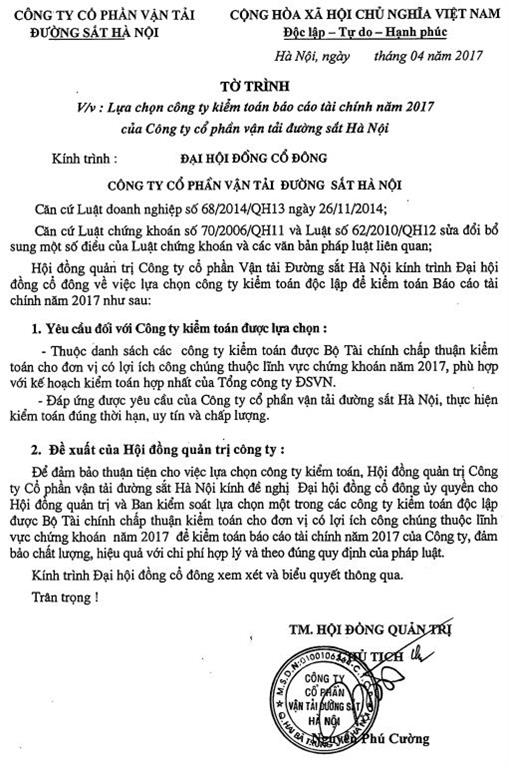 CÔNG TY CỔ PHẦN VẬN TẢI
ĐƯỜNG SẮT HÀ NỘI
CỘNG HÒA XÃ HỘI CHỦ NGHĨA VIỆT NAM
Độc lập – Tự do – Hạnh phúc
Hà Nội, ngày tháng 04 năm 2017
TỜ TRÌNH
V/v : Lựa chọn công ty kiểm toán báo cáo tài chính năm 2017
của Công ty cổ phần vận tải đường sắt Hà Nội
Kính trình : ĐẠI HỘI ĐỒNG CỔ ĐÔNG
CÔNG TY CỔ PHẦN VẬN TẢI ĐƯỜNG SẮT HÀ NỘI
Căn cứ Luật doanh nghiệp số 68/2014/QH13 ngày 26/11/2014;
Căn cứ Luật chứng khoán số 70/2006/QH11 và Luật số 62/2010/QH12 sửa đổi bổ
sung một số điều của Luật chứng khoán và các văn bản pháp luật liên quan;
Hội đồng quản trị Công ty cổ phần Vận tải Đường sắt Hà Nội kính trình Đại hội
đồng cổ đông về việc lựa chọn công ty kiểm toán độc lập để kiểm toán Báo cáo tài
chính năm 2017 như sau:
1. Yêu cầu đối với Công ty kiểm toán được lựa chọn :
- Thuộc danh sách các công ty kiểm toán được Bộ Tài chính chấp thuận kiểm
toán cho đơn vị có lợi ích công chúng thuộc lĩnh vực chứng khoán năm 2017, phù hợp
với kế hoạch kiểm toán hợp nhất của Tổng công ty ĐSVN.
- Đáp ứng được yêu cầu của Công ty cổ phần vận tải đường sắt Hà Nội, thực hiện
kiểm toán đúng thời hạn, uy tín và chấp lượng.
2. Đề xuất của Hội đồng quản trị công ty :
Để đảm bảo thuận tiện cho việc lựa chọn công ty kiểm toán, Hội đồng quản trị Công
ty Cổ phần vận tải đường sắt Hà Nội kính đề nghị Đại hội đồng cổ đông ủy quyền cho
Hội đồng quản trị và Ban kiểm soát lựa chọn một trong các công ty kiểm toán độc lập
được Bộ Tài chính chấp thuận kiểm toán cho đơn vị có lợi ích công chúng thuộc lĩnh
vực chứng khoán năm 2017 để kiểm toán báo cáo tài chính năm 2017 của Công ty, đảm
bảo chất lượng, hiệu quả với chi phí hợp lý và theo đúng quy định của pháp luật.
Kính trình Đại hội đồng cổ đông xem xét và biểu quyết thông qua.
Trân trọng !
TM. HỘI ĐỒNG QUẢN TRỊ
CHỦ TỊCH
CÔNG TY
CỔ PHẦN
VẬN TẢI ĐƯỜNG SẮT
HÀ NỘI
Nguyễn Phú Cường